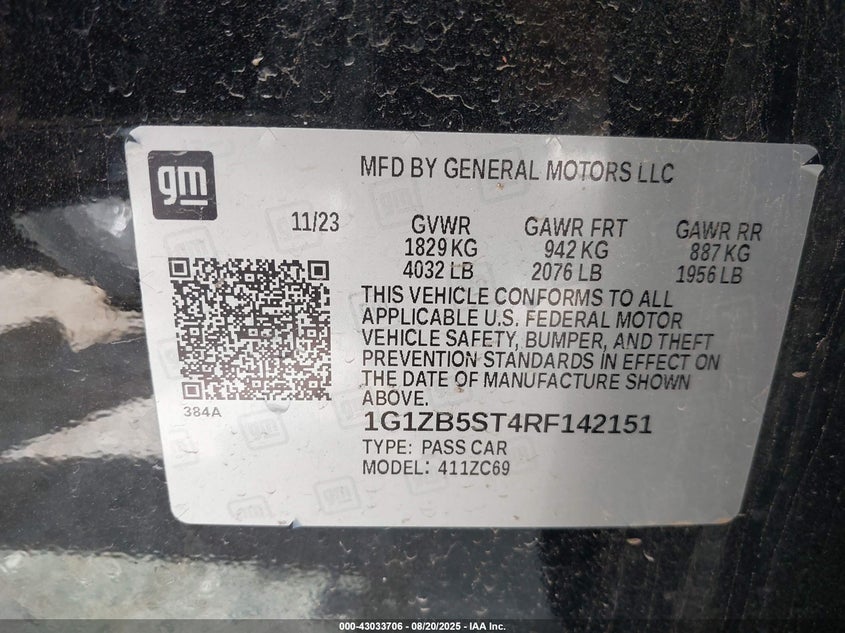 gm
MFD BY GENERAL MOTORS LLC
11/23 GVWR GAWR FRT GAWR RR
1829 KG 942 KG 887 KG
4032 LB 2076 LB 1956 LB
THIS VEHICLE CONFORMS TO ALL
APPLICABLE U.S. FEDERAL MOTOR
VEHICLE SAFETY, BUMPER, AND THEFT
PREVENTION STANDARDS IN EFFECT ON
THE DATE OF MANUFACTURE SHOWN
ABOVE.
384A
1G1ZB5ST4RF142151
TYPE: PASS CAR
MODEL: 411ZC69
000-43033706 - 08/20/2025 - IAA Inc.